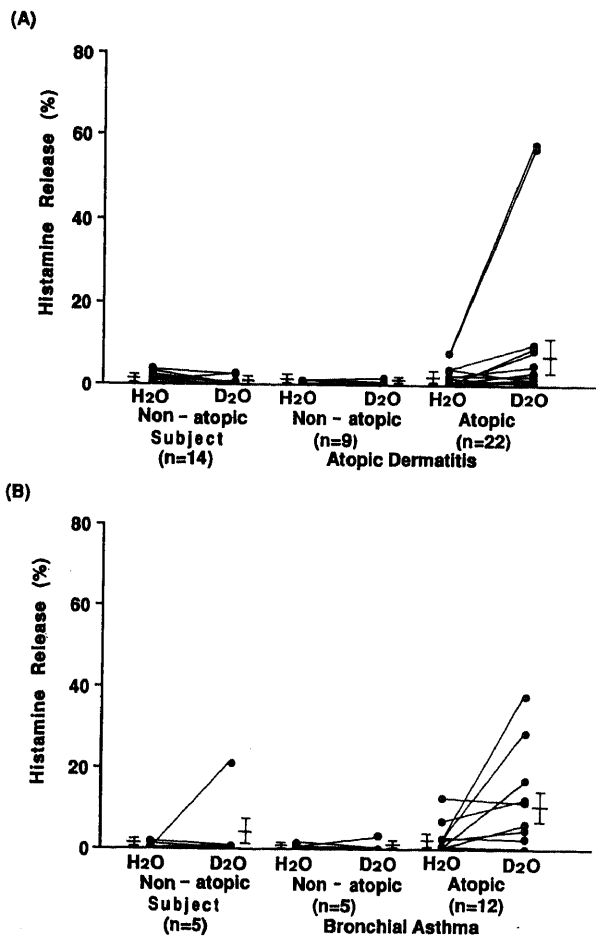 (A)
Histamine Release (%)
80
60
40
20
0
H2O D2O H2O D2O H2O D2O
Non - atopic Non - atopic Atopic
Subject (n=9) (n=22)
(n=14) Atopic Dermatitis
(B)
Histamine Release (%)
80
60
40
20
0
H2O D2O H2O D2O H2O D2O
Non - atopic Non - atopic Atopic
Subject (n=5) (n=12)
(n=5) Bronchial Asthma